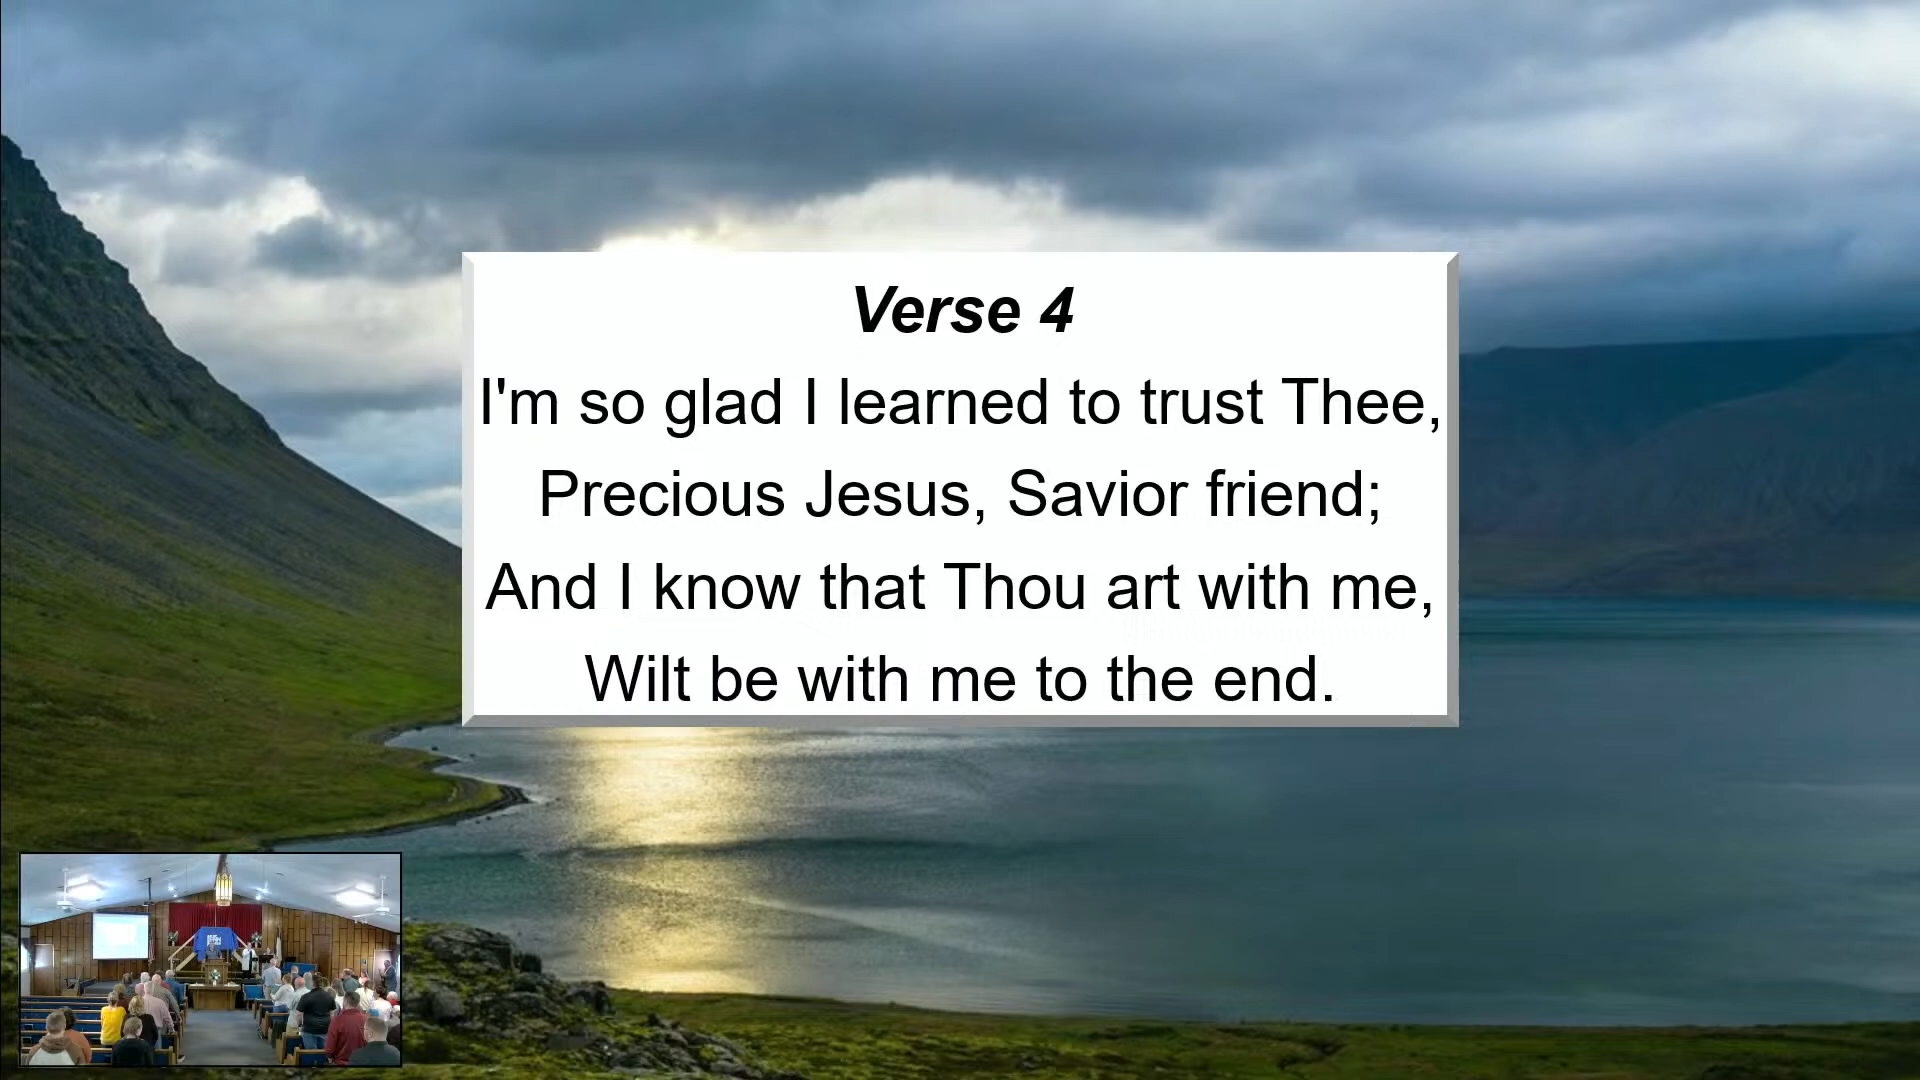 Verse 4
I'm so glad I learned to trust Thee,
Precious Jesus, Savior friend;
And I know that Thou art with me,
Wilt be with me to the end.